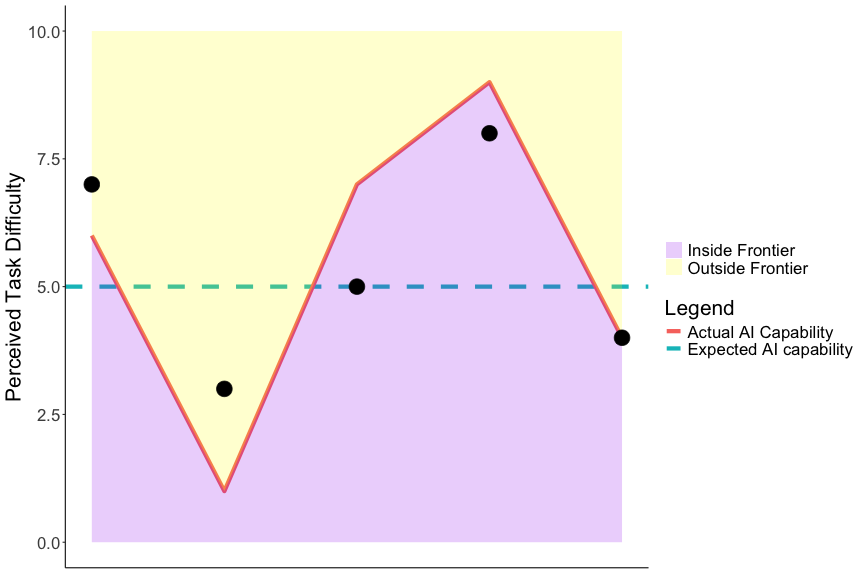 10.0
7.5
5.0
2.5
0.0
Perceived Task Difficulty
Inside Frontier
Outside Frontier
Legend
Actual AI Capability
Expected AI capability